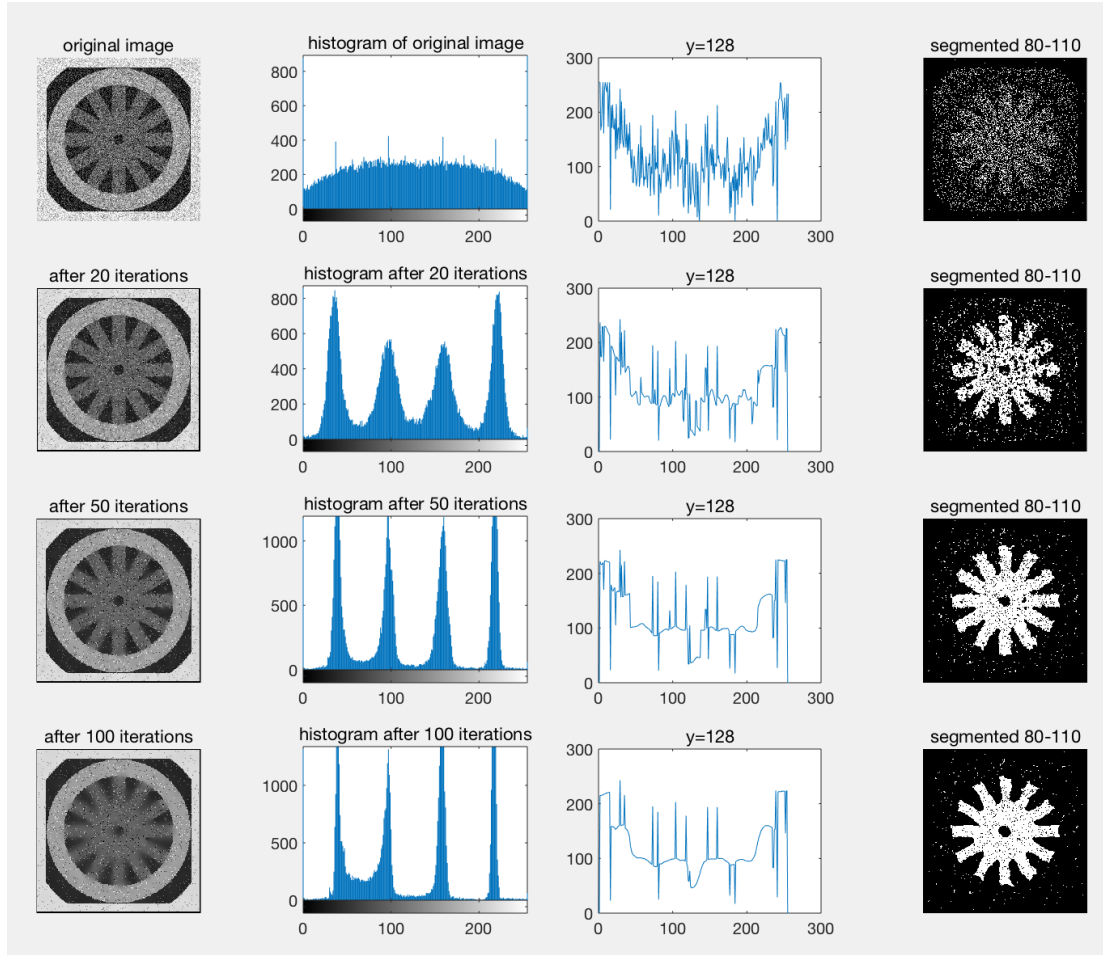 original image
histogram of original image
y=128
segmented 80-110
800
600
400
200
0
0 100 200
300
200
100
0
0 100 200 300
after 20 iterations
histogram after 20 iterations
y=128
segmented 80-110
800
600
400
200
0
0 100 200
300
200
100
0
0 100 200 300
after 50 iterations
histogram after 50 iterations
y=128
segmented 80-110
1000
500
0
0 100 200
300
200
100
0
0 100 200 300
after 100 iterations
histogram after 100 iterations
y=128
segmented 80-110
1000
500
0
0 100 200
300
200
100
0
0 100 200 300